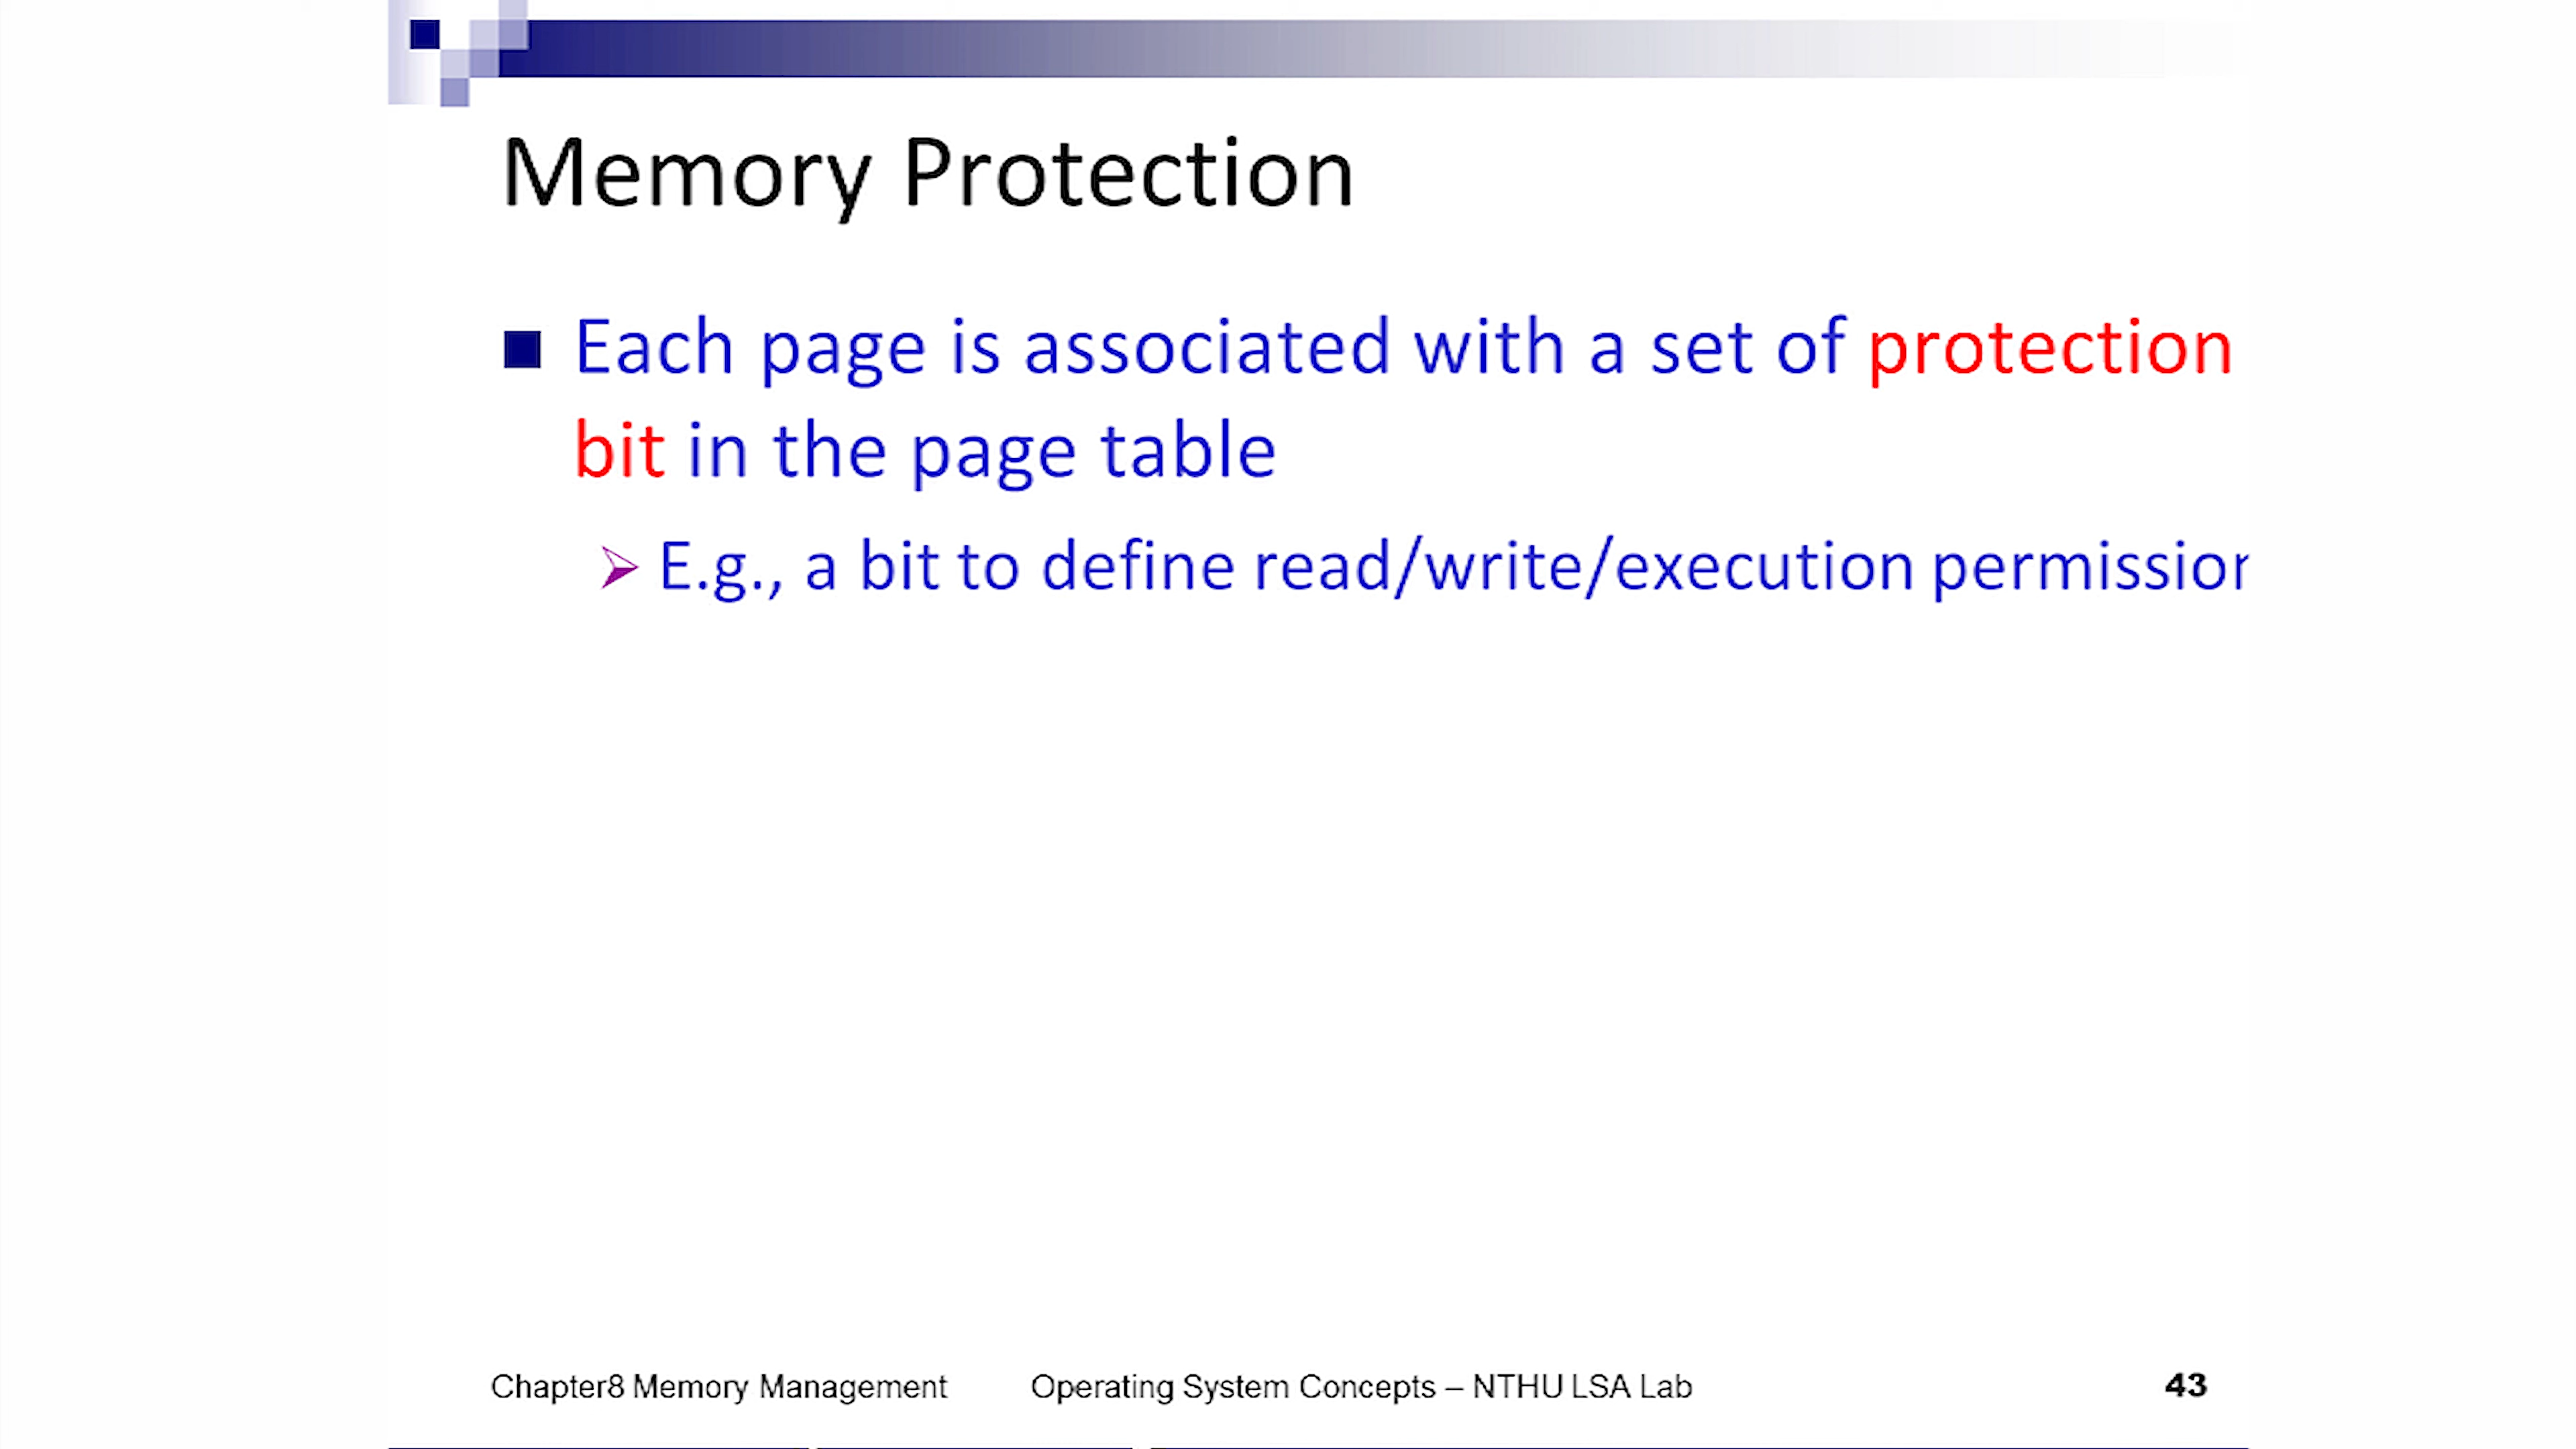 Memory Protection
Each page is associated with a set of protection
bit in the page table
E.g., a bit to define read/write/execution permission
Chapter8 Memory Management Operating System Concepts – NTHU LSA Lab 43